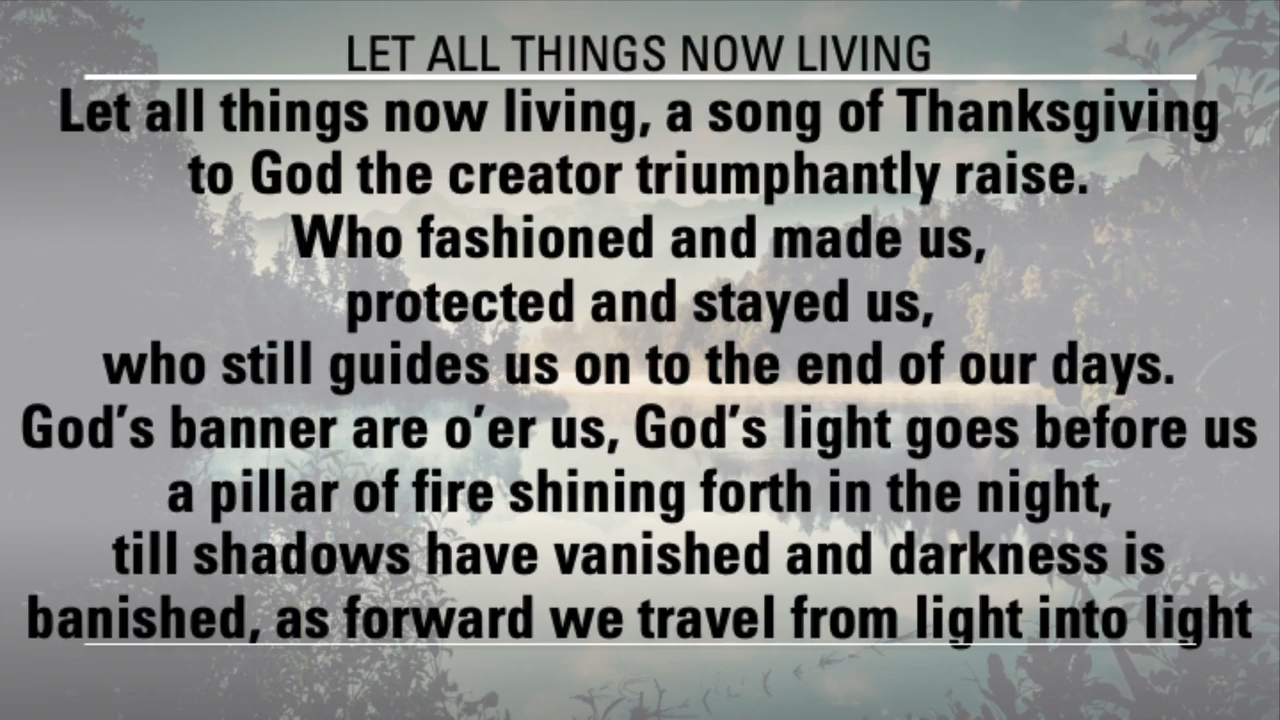 LET ALL THINGS NOW LIVING
Let all things now living, a song of Thanksgiving
to God the creator triumphantly raise.
Who fashioned and made us,
protected and stayed us,
who still guides us on to the end of our days.
God’s banner are o’er us, God’s light goes before us
a pillar of fire shining forth in the night,
till shadows have vanished and darkness is
banished, as forward we travel from light into light